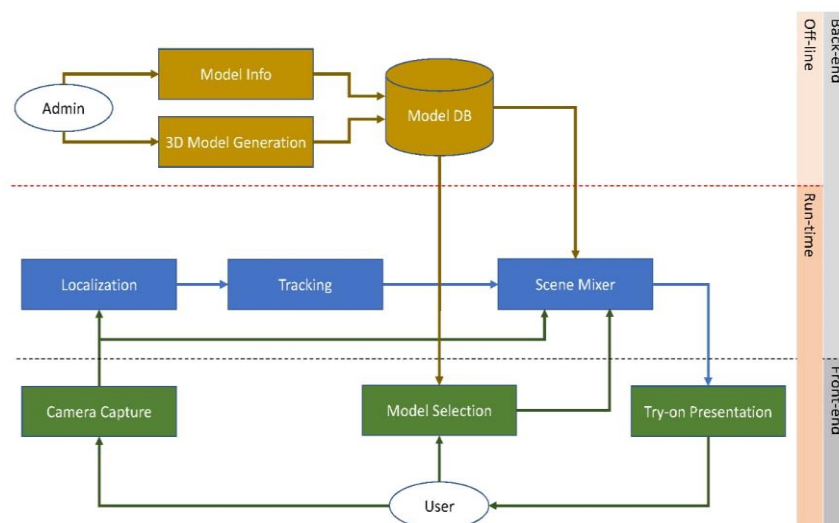 Model Info
Admin
3D Model Generation
Model DB
Off-line
Back-end
Run-time
Localization
Tracking
Scene Mixer
Camera Capture
Model Selection
Try-on Presentation
Front-end
User